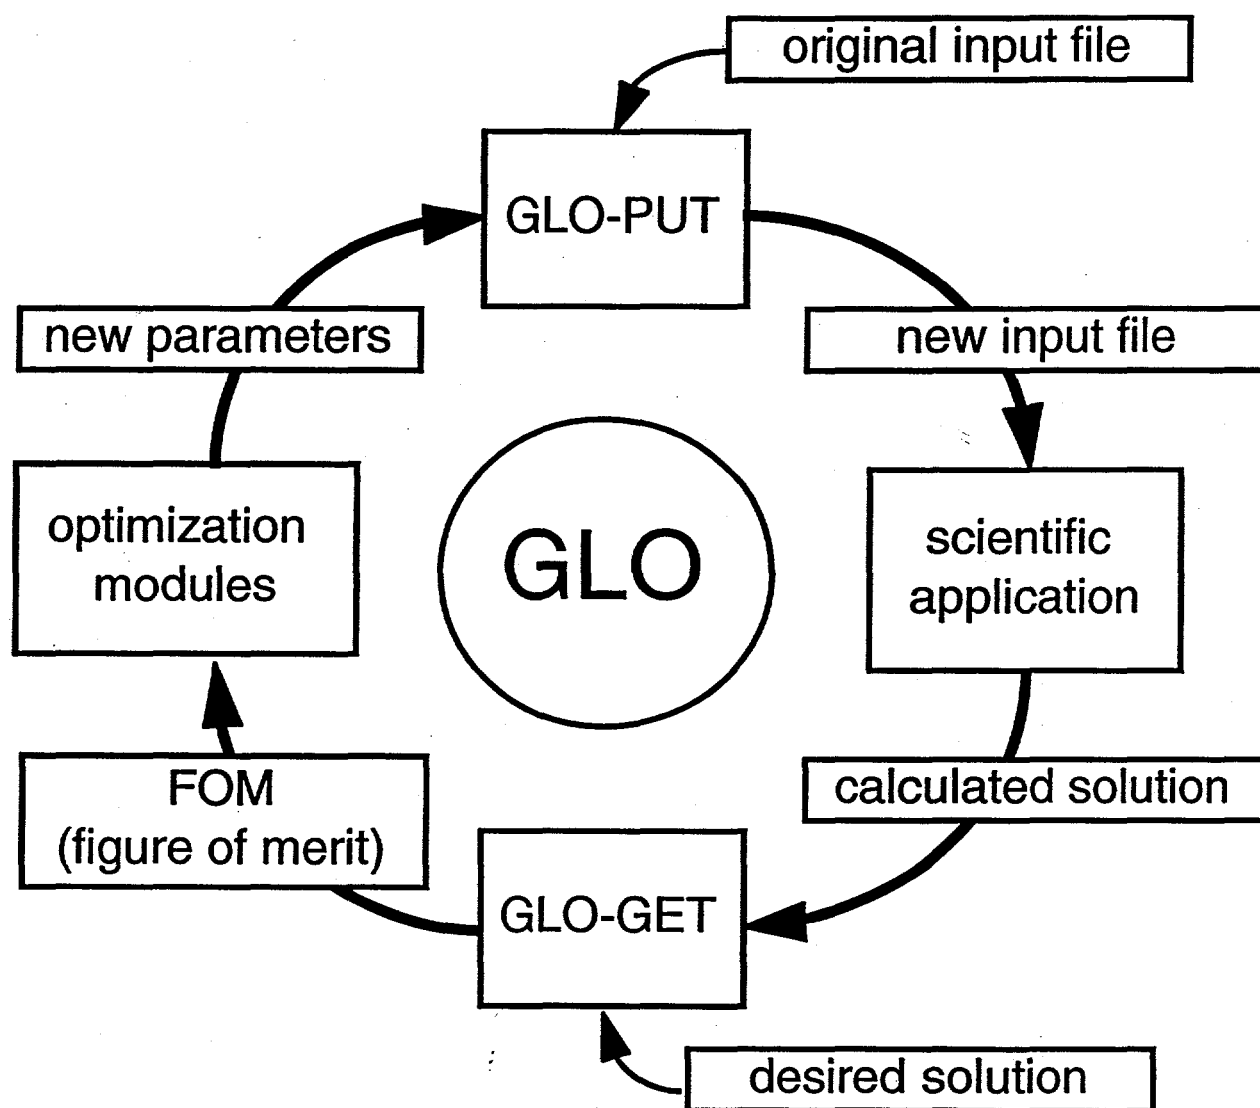 original input file
GLO-PUT
new parameters
new input file
optimization
modules
GLO
scientific
application
FOM
(figure of merit)
calculated solution
GLO-GET
desired solution